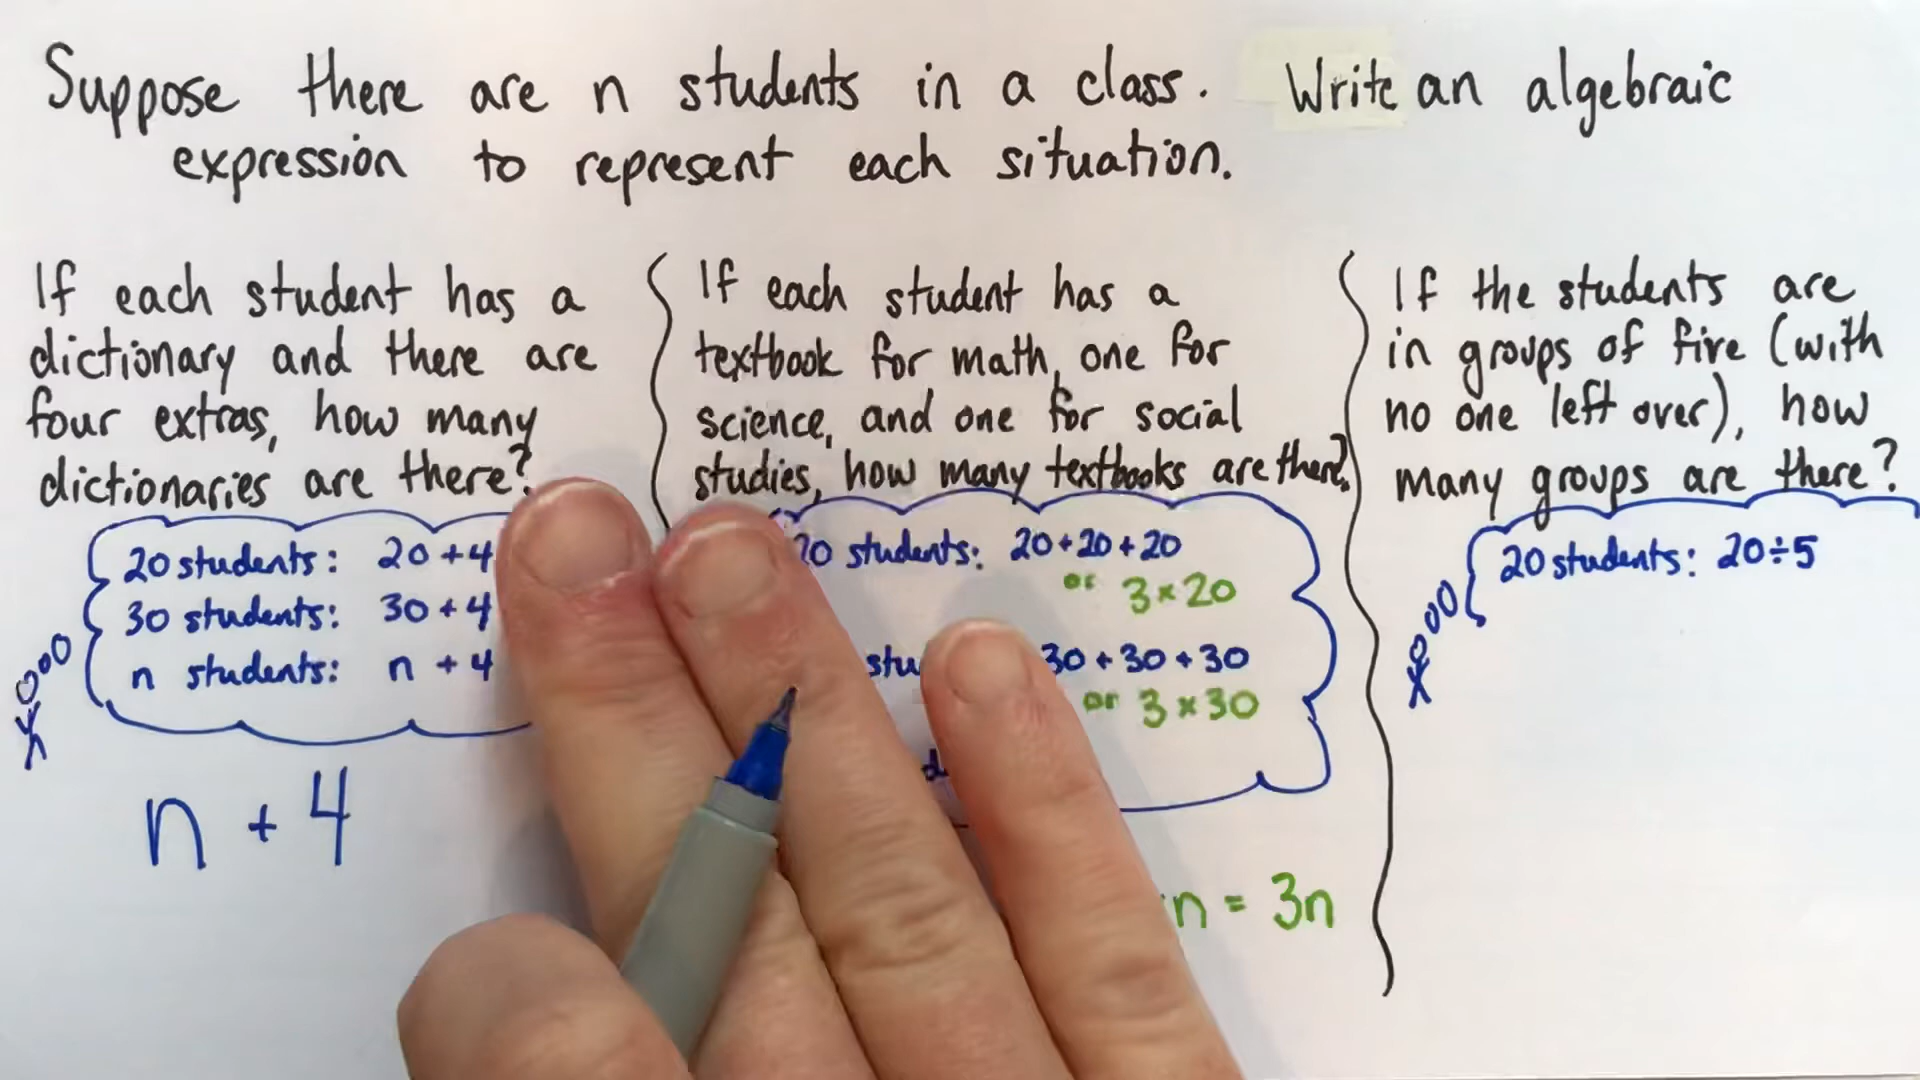 Suppose there are n students in a class. Write an algebraic
expression to represent each situation.
If each student has a
dictionary and there are
four extras, how many
dictionaries are there?
20 students: 20 + 4
30 students: 30 + 4
n students: n + 4
n + 4
If each student has a
textbook for math, one for
science, and one for social
studies, how many textbooks are there?
20 students: 20 + 20 + 20
or 3 × 20
30 + 30 + 30
or 3 × 30
n = 3n
If the students are
in groups of five (with
no one left over), how
many groups are there?
20 students: 20 ÷ 5